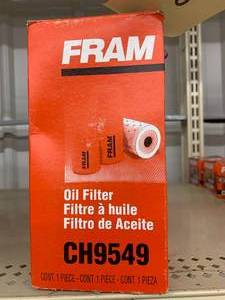 FRAM
Oil Filter
Filtre à huile
Filtro de Aceite
CH9549
CONT. 1 PIECE - CONT. 1 PIECE - CONT. 1 PIEZA